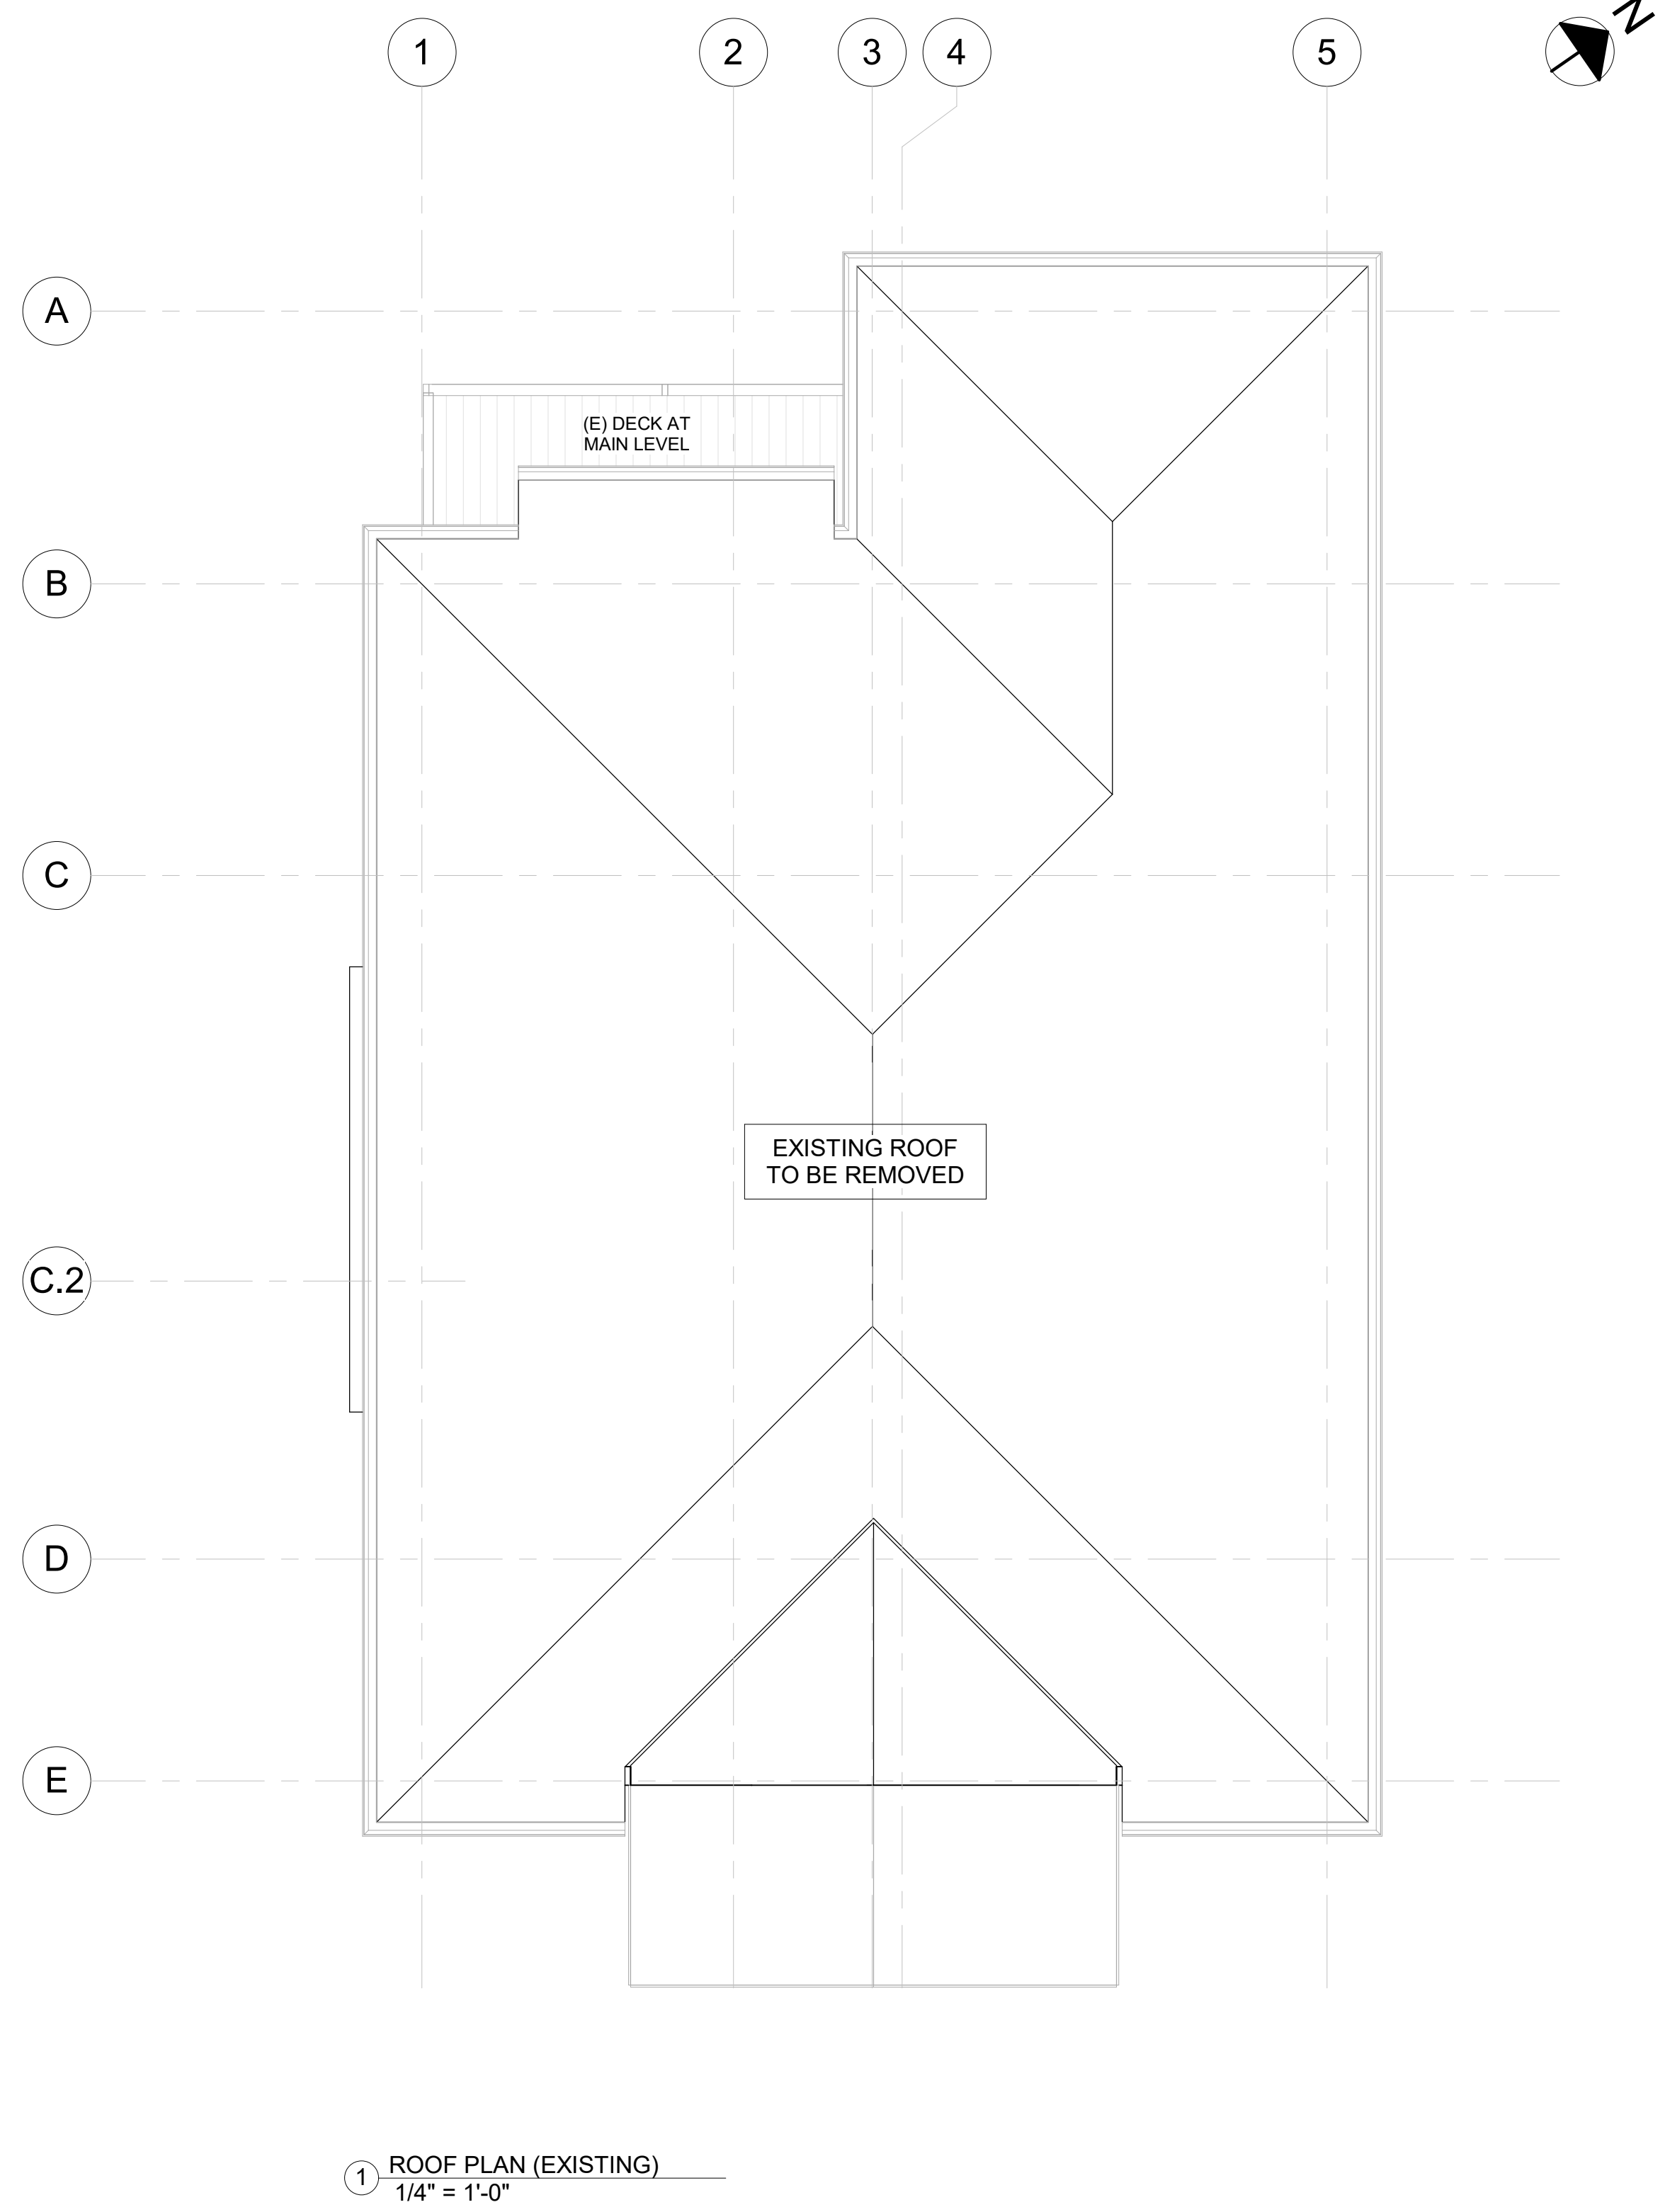 1
2
3
4
5
N
A
(E) DECK AT
MAIN LEVEL
B
C
EXISTING ROOF
TO BE REMOVED
C.2
D
E
1
ROOF PLAN (EXISTING)
1/4" = 1'-0"